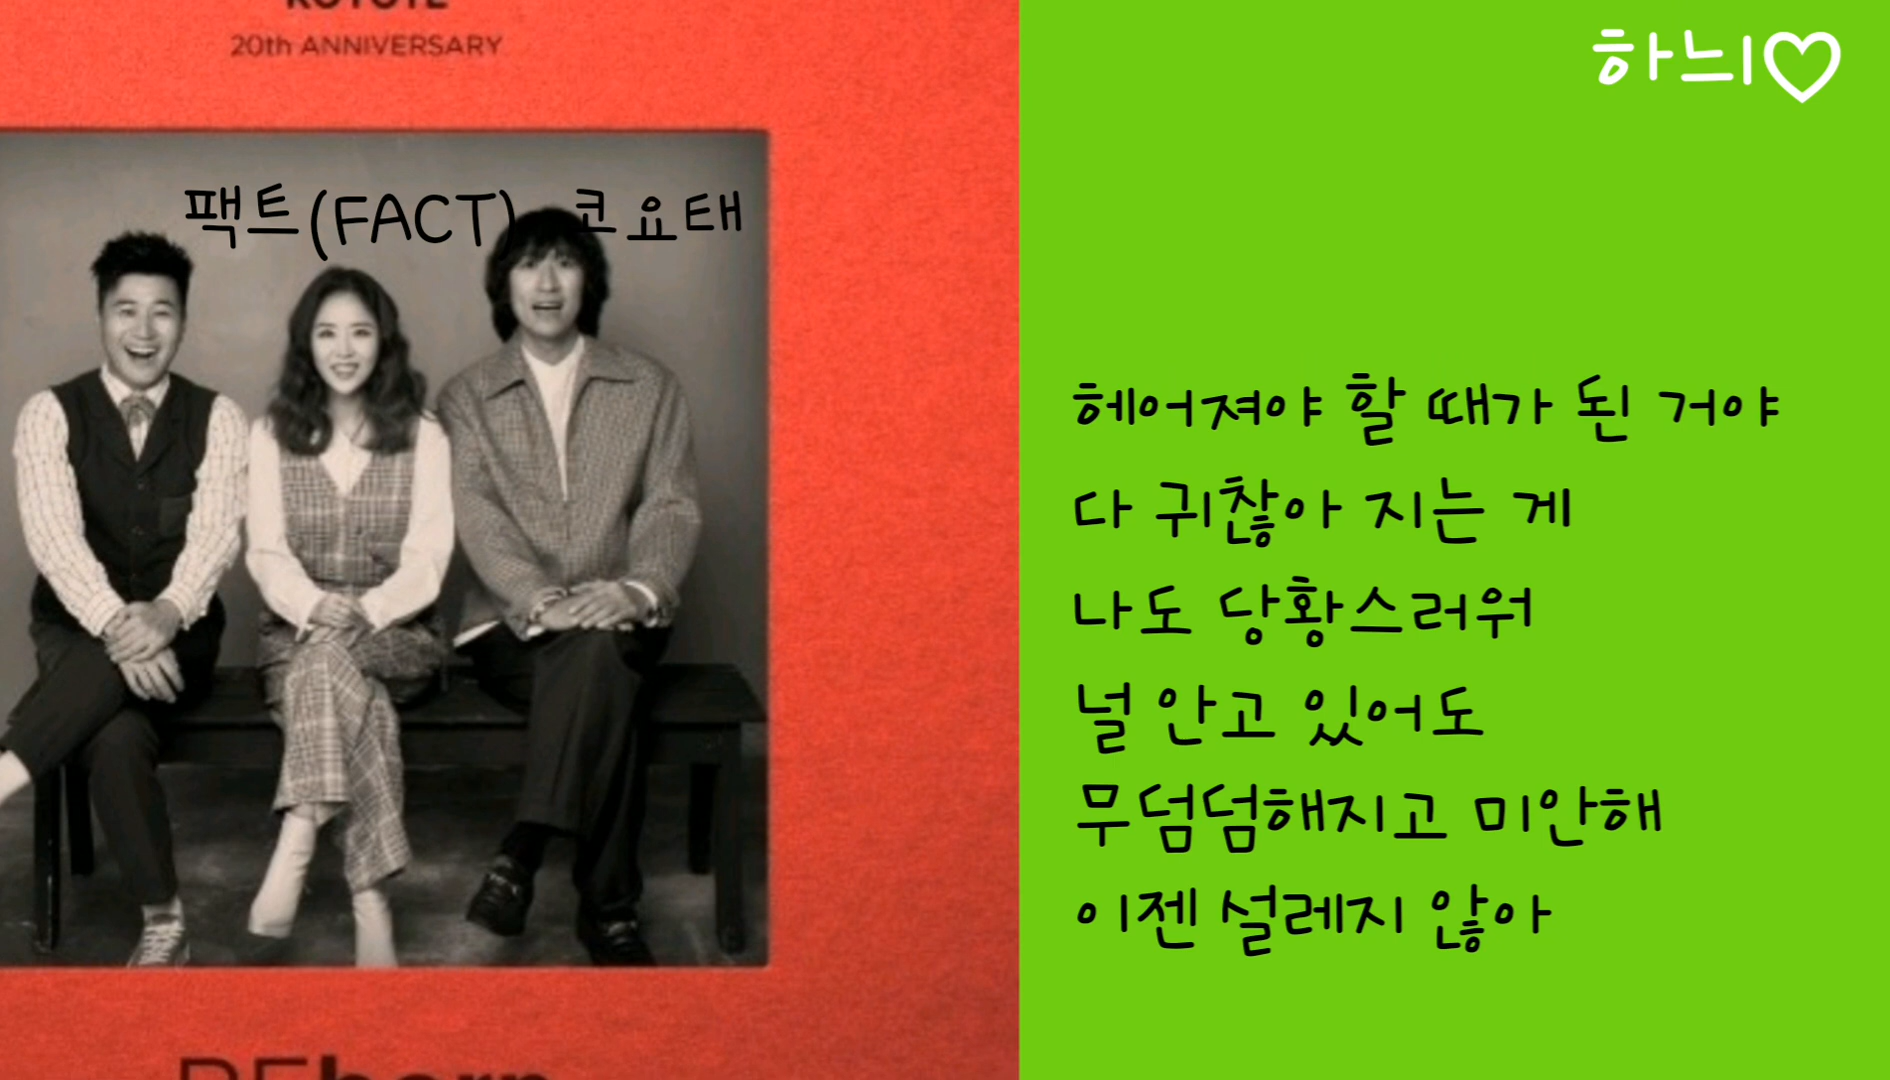 KOYOTE
20th ANNIVERSARY
팩트(FACT) 코요태
REborn
하늬♡
헤어져야 할 때가 된 거야
다 귀찮아 지는 게
나도 당황스러워
널 안고 있어도
무덤덤해지고 미안해
이젠 설레지 않아